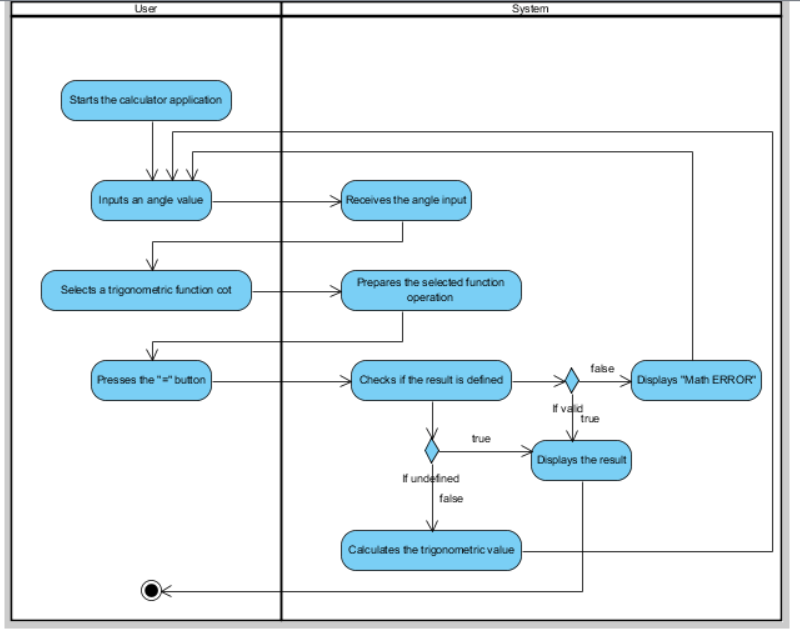 User
System
Starts the calculator application
Inputs an angle value
Receives the angle input
Selects a trigonometric function cot
Prepares the selected function
operation
Presses the "=" button
Checks if the result is defined
false
Displays "Math ERROR"
If valid
true
true
Displays the result
If undefined
false
Calculates the trigonometric value